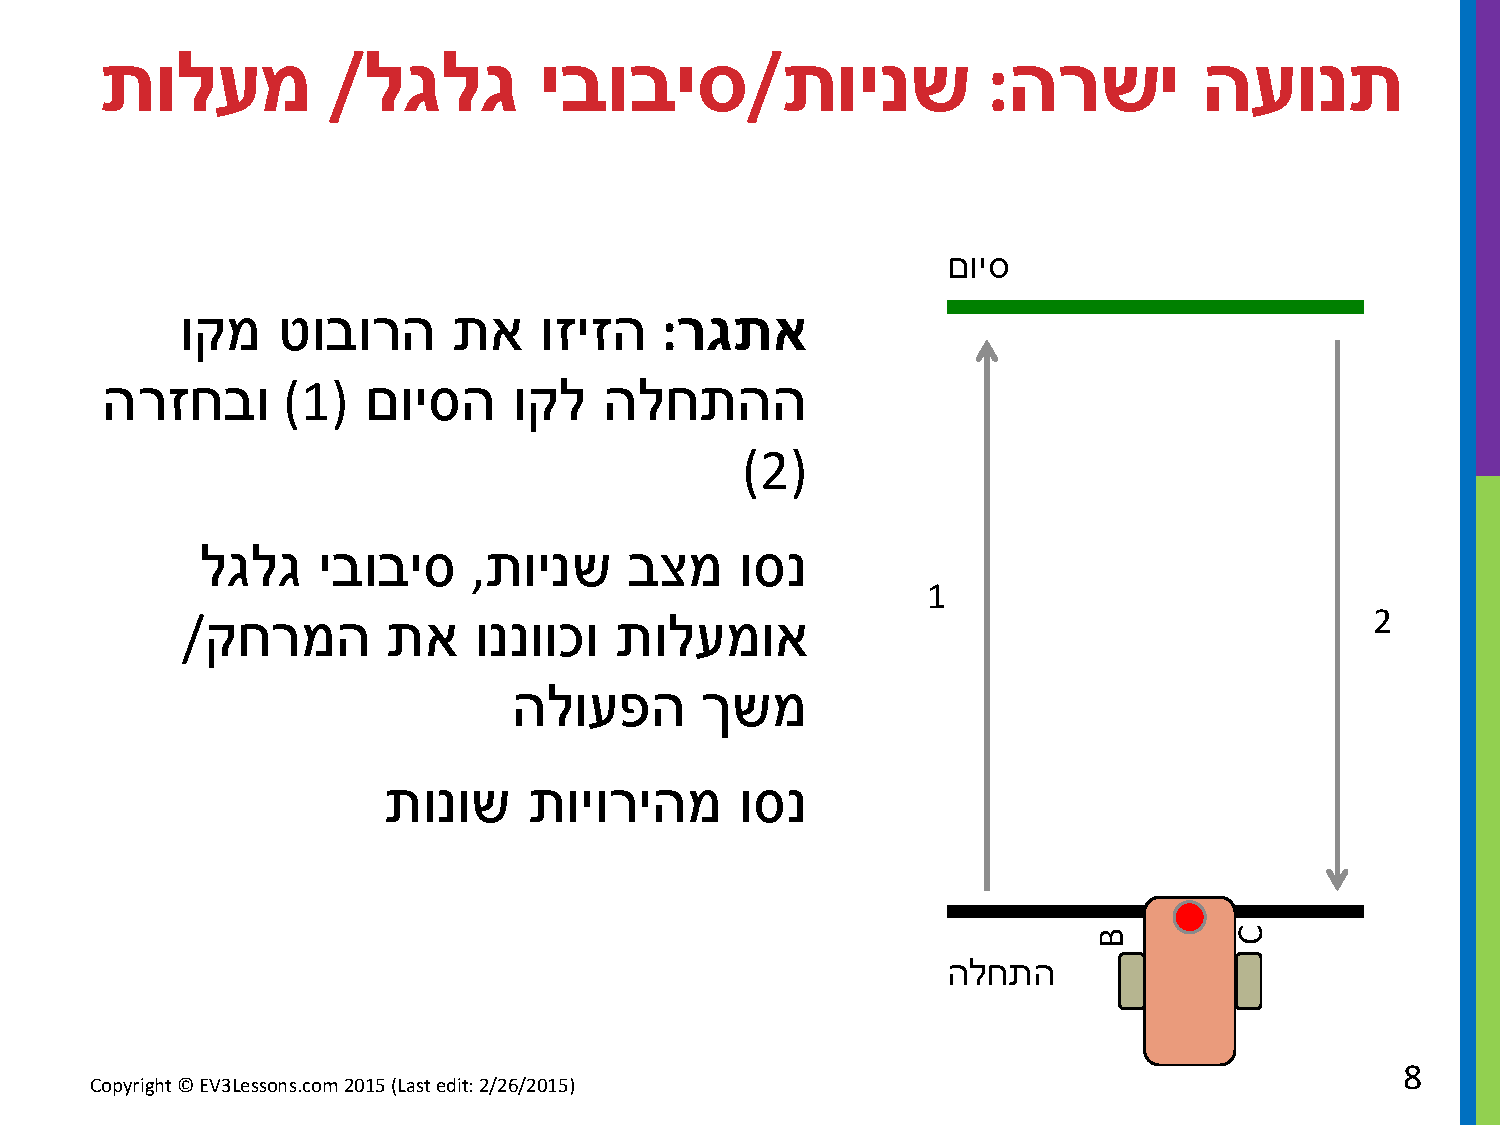 תנועה ישרה: שניות/סיבובי גלגל/ מעלות
סיום
אתגר: הזיזו את הרובוט מקו
ההתחלה לקו הסיום (1) ובחזרה
(2)
נסו מצב שניות, סיבובי גלגל
אומעלות וכווננו את המרחק/
משך הפעולה
נסו מהירויות שונות
1
2
B
C
התחלה
Copyright © EV3Lessons.com 2015 (Last edit: 2/26/2015)
8